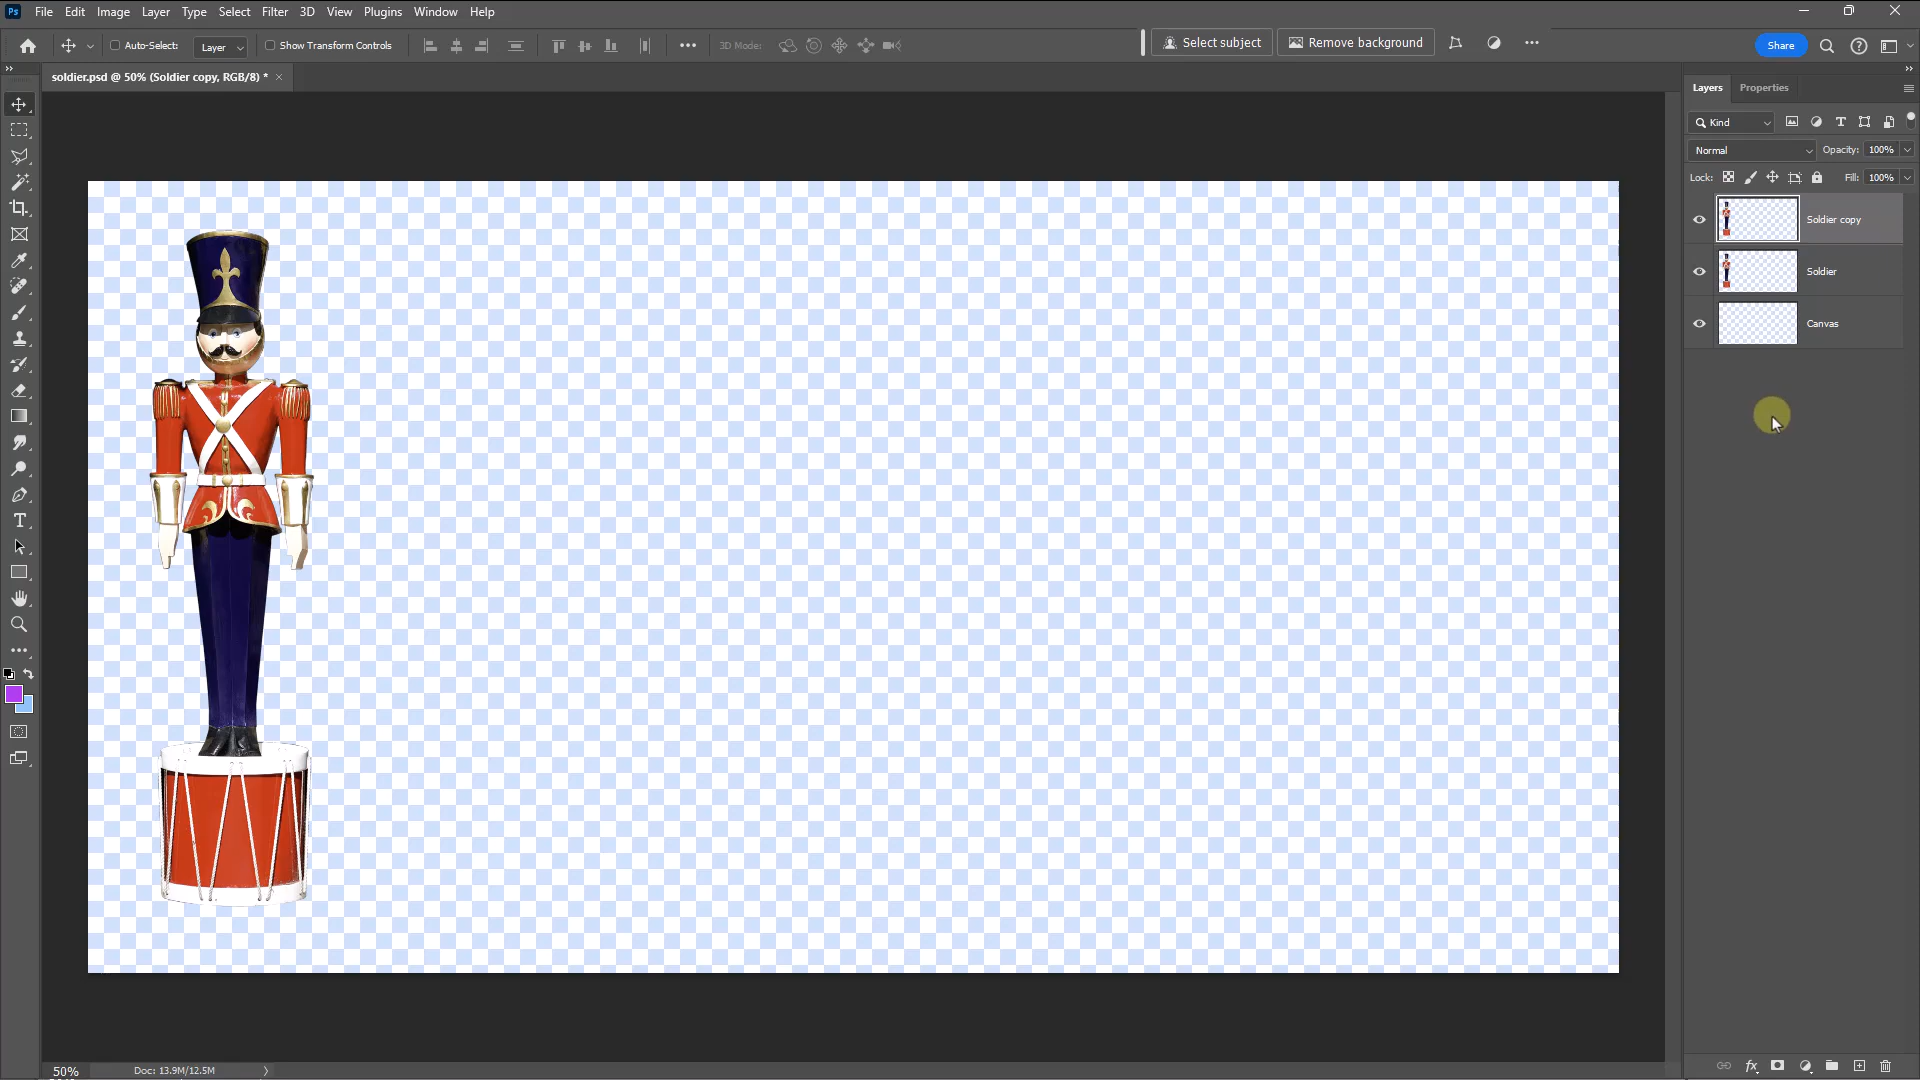 Ps File Edit Image Layer Type Select Filter 3D View Plugins Window Help
Auto-Select: Layer Show Transform Controls 3D Mode: Select subject Remove background Share
soldier.psd @ 50% (Soldier copy, RGB/8) *
Layers Properties
Kind
Normal Opacity: 100%
Lock: Fill: 100%
Soldier copy
Soldier
Canvas
50% Doc: 13.9M/12.5M